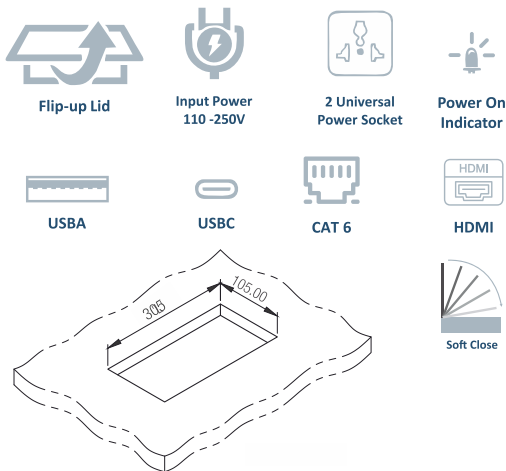 Flip-up Lid
Input Power
110 -250V
2 Universal
Power Socket
Power On
Indicator
USBA
USBC
CAT 6
HDMI
HDMI
105.00
Soft Close